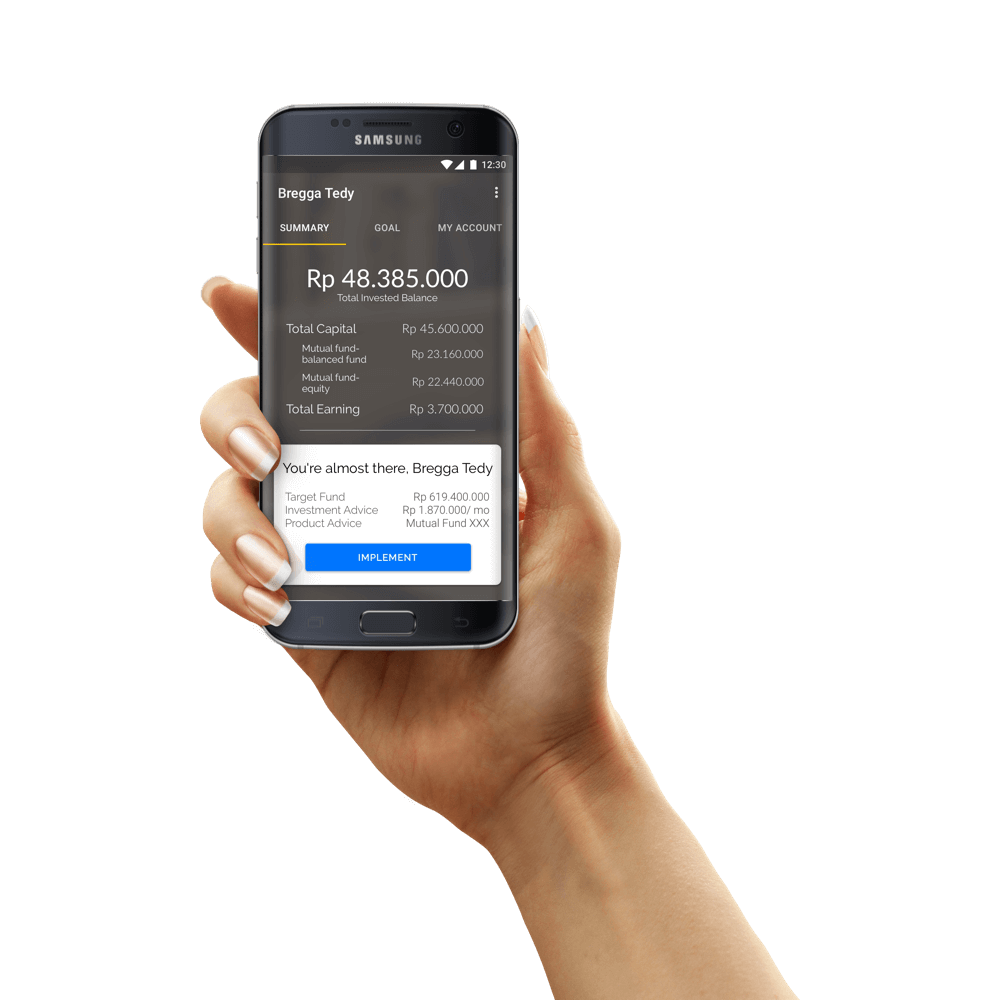 SAMSUNG
12:30
Bregga Tedy
SUMMARY GOAL MY ACCOUNT
Rp 48.385.000
Total Invested Balance
Total Capital Rp 45.600.000
Mutual fund-
balanced fund Rp 23.160.000
Mutual fund-
equity Rp 22.440.000
Total Earning Rp 3.700.000
You're almost there, Bregga Tedy
Target Fund Rp 619.400.000
Investment Advice Rp 1.870.000/ mo
Product Advice Mutual Fund XXX
IMPLEMENT